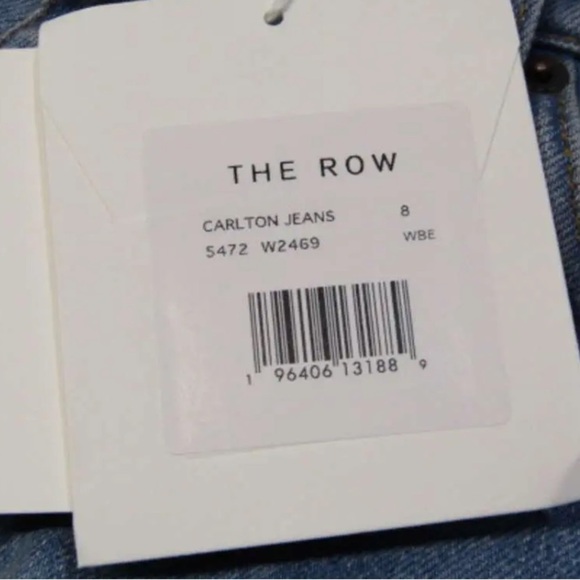 THE ROW
CARLTON JEANS 8
5472 W2469 WBE
1 96406 13188 9